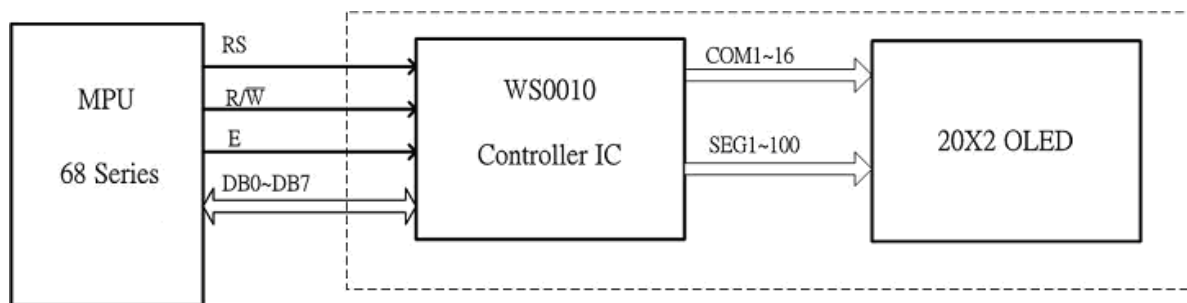 MPU
68 Series
RS
R/W̅
E
DB0~DB7
WS0010
Controller IC
COM1~16
SEG1~100
20X2 OLED